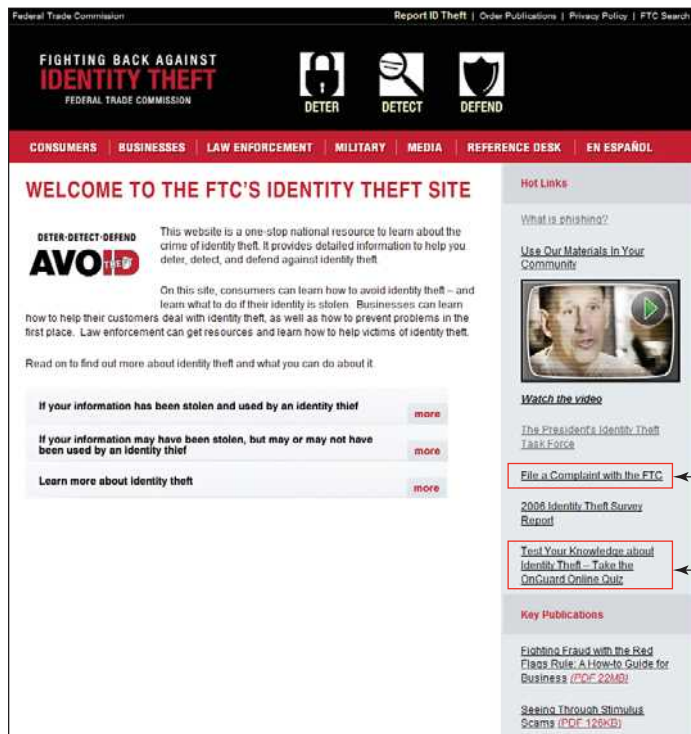 Federal Trade Commission
Report ID Theft | Order Publications | Privacy Policy | FTC Search
FIGHTING BACK AGAINST
IDENTITY THEFT
FEDERAL TRADE COMMISSION
DETER
DETECT
DEFEND
CONSUMERS | BUSINESSES | LAW ENFORCEMENT | MILITARY | MEDIA | REFERENCE DESK | EN ESPAÑOL
WELCOME TO THE FTC'S IDENTITY THEFT SITE
DETER·DETECT·DEFEND
AVOID
THEFT
This website is a one-stop national resource to learn about the
crime of identity theft. It provides detailed information to help you
deter, detect, and defend against identity theft.
On this site, consumers can learn how to avoid identity theft – and
learn what to do if their identity is stolen. Businesses can learn
how to help their customers deal with identity theft, as well as how to prevent problems in the
first place. Law enforcement can get resources and learn how to help victims of identity theft.
Read on to find out more about identity theft and what you can do about it.
If your information has been stolen and used by an identity thief
more
If your information may have been stolen, but may or may not have
been used by an identity thief
more
Learn more about identity theft
more
Hot Links
What is phishing?
Use Our Materials In Your
Community
Watch the video
The President's Identity Theft
Task Force
File a Complaint with the FTC
2006 Identity Theft Survey
Report
Test Your Knowledge about
Identity Theft – Take the
OnGuard Online Quiz
Key Publications
Fighting Fraud with the Red
Flags Rule: A How-to Guide for
Business (PDF 22MB)
Seeing Through Stimulus
Scams (PDF 126KB)